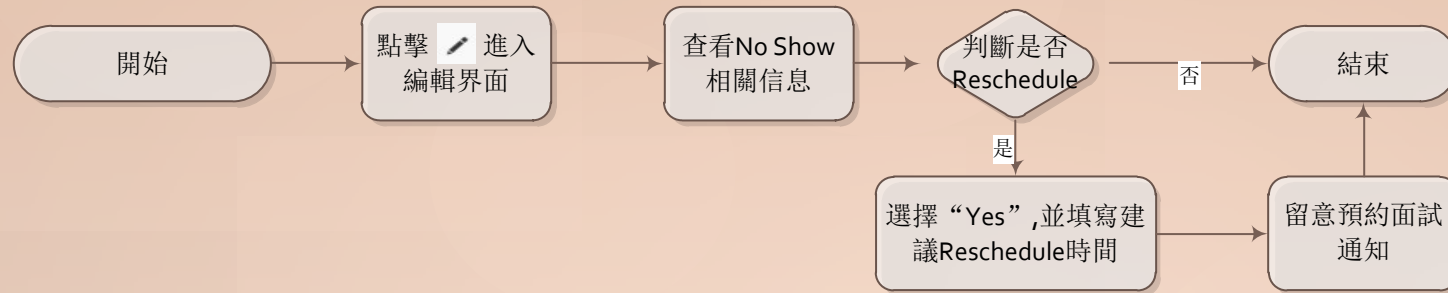 開始
點擊 進入
編輯界面
查看No Show
相關信息
判斷是否
Reschedule
否
結束
是
選擇“Yes”,並填寫建
議Reschedule時間
留意預約面試
通知